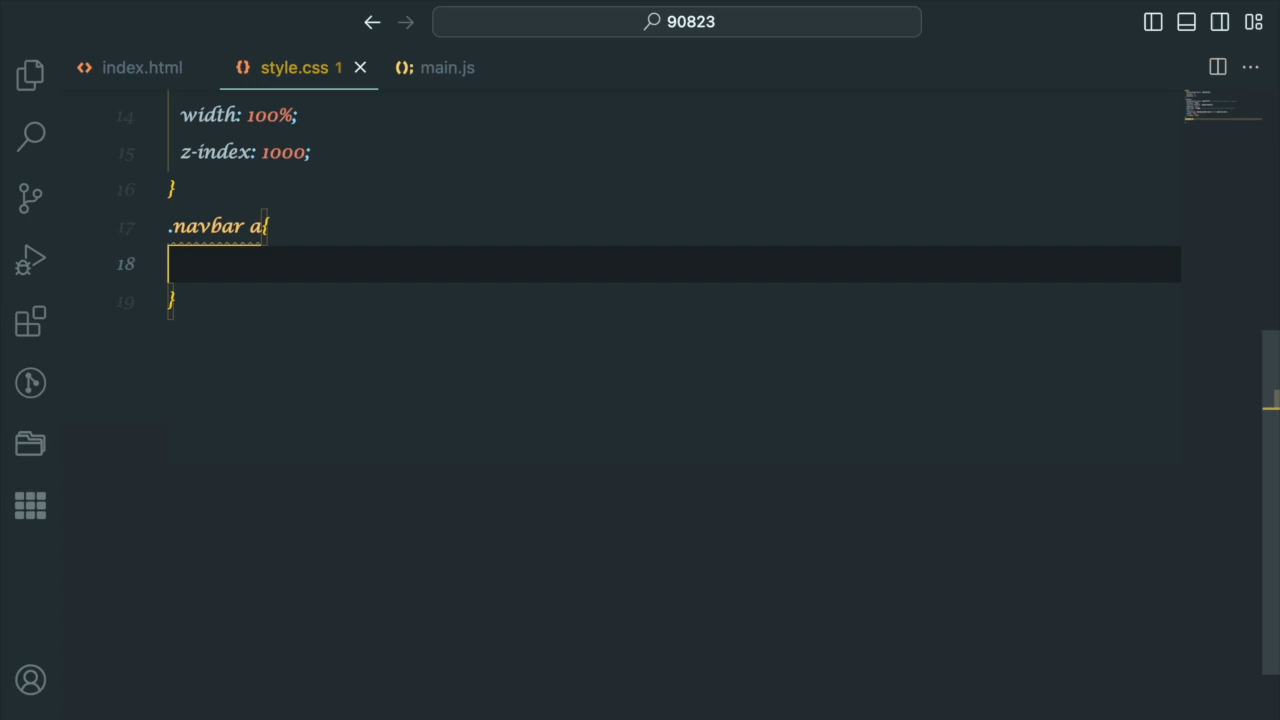 90823
index.html
style.css 1
main.js
14 width: 100%;
15 z-index: 1000;
16 }
17 .navbar a{
18
19 }